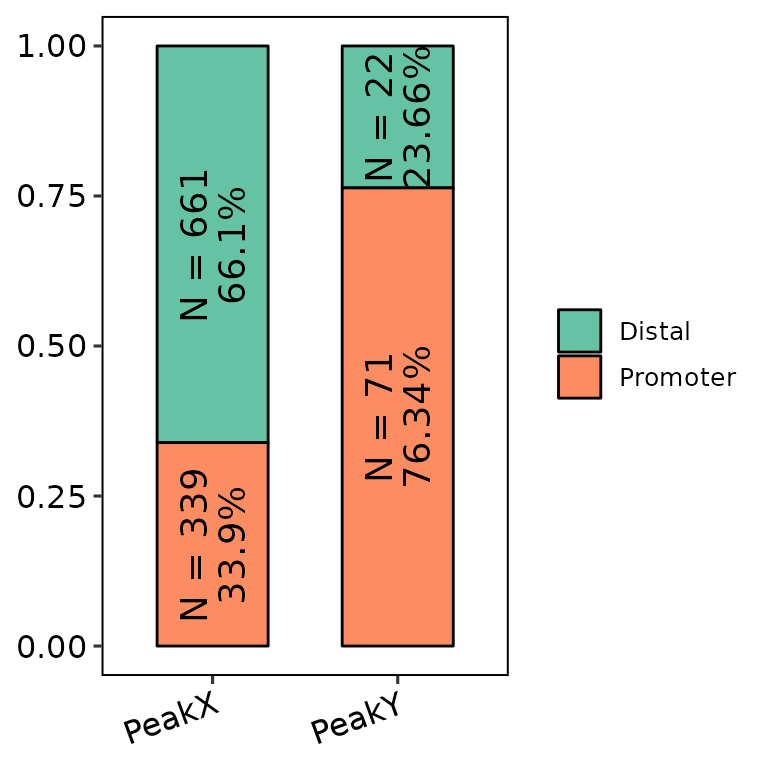 1.00
0.75
0.50
0.25
0.00
N = 661
66.1%
N = 339
33.9%
N = 22
23.66%
N = 71
76.34%
PeakX
PeakY
Distal
Promoter